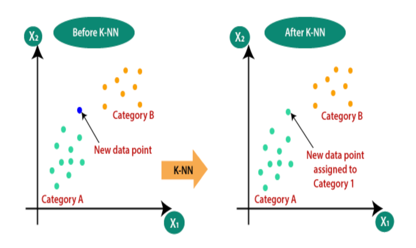 Before K-NN
X₂
Category B
New data point
Category A
X₁
K-NN
After K-NN
X₂
Category B
New data point
assigned to
Category 1
Category A
X₁